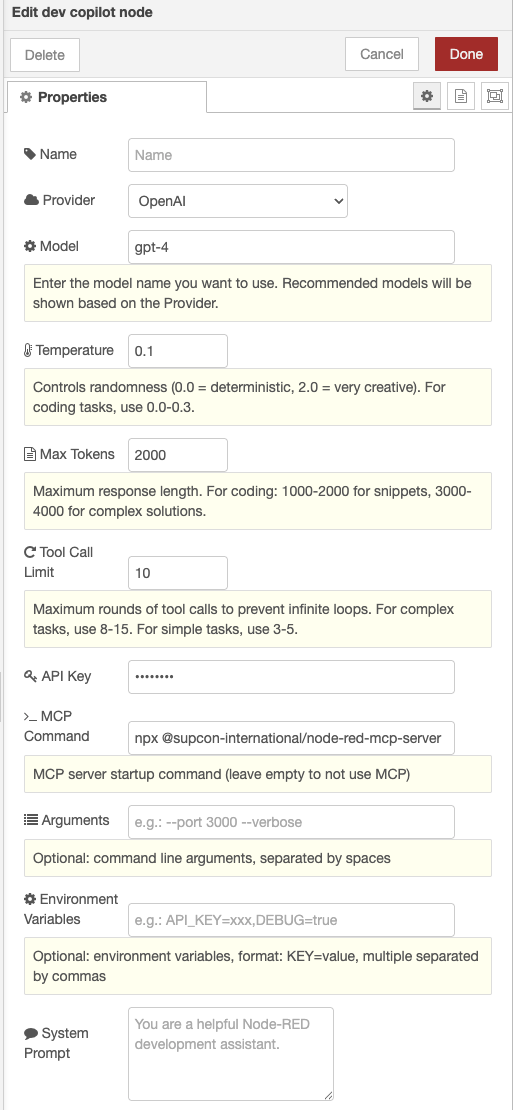 Edit dev copilot node
Delete
Cancel
Done
Properties
Name
Name
Provider
OpenAI
Model
gpt-4
Enter the model name you want to use. Recommended models will be
shown based on the Provider.
Temperature
0.1
Controls randomness (0.0 = deterministic, 2.0 = very creative). For
coding tasks, use 0.0-0.3.
Max Tokens
2000
Maximum response length. For coding: 1000-2000 for snippets, 3000-
4000 for complex solutions.
Tool Call
Limit
10
Maximum rounds of tool calls to prevent infinite loops. For complex
tasks, use 8-15. For simple tasks, use 3-5.
API Key
••••••••
MCP
Command
npx @supcon-international/node-red-mcp-server
MCP server startup command (leave empty to not use MCP)
Arguments
e.g.: --port 3000 --verbose
Optional: command line arguments, separated by spaces
Environment
Variables
e.g.: API_KEY=xxx,DEBUG=true
Optional: environment variables, format: KEY=value, multiple separated
by commas
System
Prompt
You are a helpful Node-RED
development assistant.